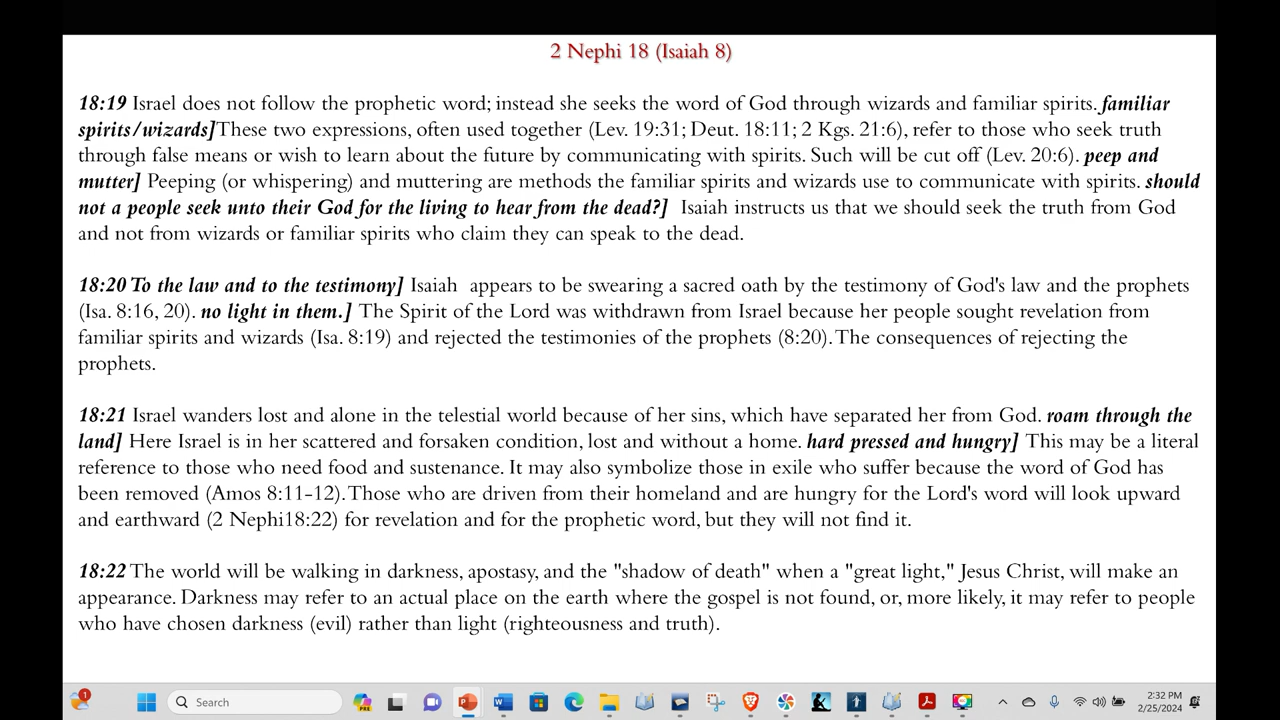 2 Nephi 18 (Isaiah 8)
18:19 Israel does not follow the prophetic word; instead she seeks the word of God through wizards and familiar spirits. familiar
spirits/wizards]These two expressions, often used together (Lev. 19:31; Deut. 18:11; 2 Kgs. 21:6), refer to those who seek truth
through false means or wish to learn about the future by communicating with spirits. Such will be cut off (Lev. 20:6). peep and
mutter] Peeping (or whispering) and muttering are methods the familiar spirits and wizards use to communicate with spirits. should
not a people seek unto their God for the living to hear from the dead?] Isaiah instructs us that we should seek the truth from God
and not from wizards or familiar spirits who claim they can speak to the dead.
18:20 To the law and to the testimony] Isaiah appears to be swearing a sacred oath by the testimony of God's law and the prophets
(Isa. 8:16, 20). no light in them.] The Spirit of the Lord was withdrawn from Israel because her people sought revelation from
familiar spirits and wizards (Isa. 8:19) and rejected the testimonies of the prophets (8:20). The consequences of rejecting the
prophets.
18:21 Israel wanders lost and alone in the telestial world because of her sins, which have separated her from God. roam through the
land] Here Israel is in her scattered and forsaken condition, lost and without a home. hard pressed and hungry] This may be a literal
reference to those who need food and sustenance. It may also symbolize those in exile who suffer because the word of God has
been removed (Amos 8:11-12). Those who are driven from their homeland and are hungry for the Lord's word will look upward
and earthward (2 Nephi18:22) for revelation and for the prophetic word, but they will not find it.
18:22 The world will be walking in darkness, apostasy, and the "shadow of death" when a "great light," Jesus Christ, will make an
appearance. Darkness may refer to an actual place on the earth where the gospel is not found, or, more likely, it may refer to people
who have chosen darkness (evil) rather than light (righteousness and truth).
1
Search
PRE
2:32 PM
2/25/2024